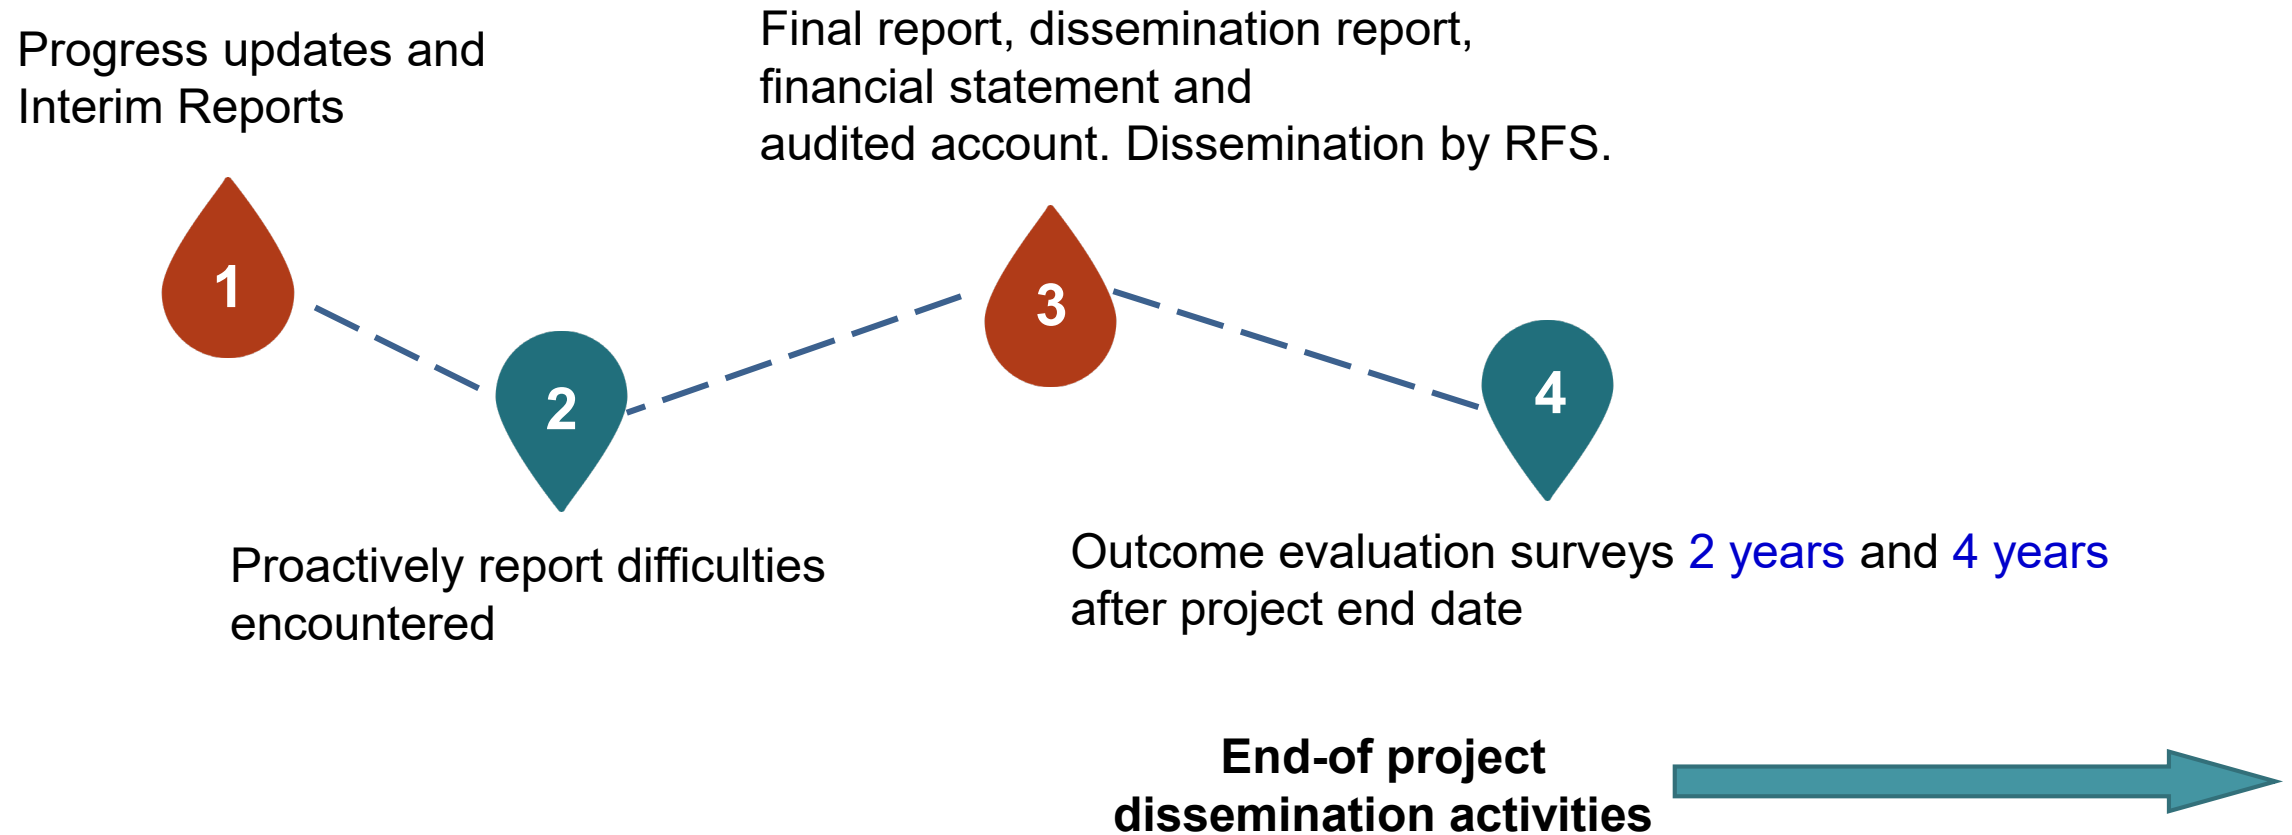 Progress updates and
Interim Reports
Final report, dissemination report,
financial statement and
audited account. Dissemination by RFS.
1
2
3
4
Proactively report difficulties
encountered
Outcome evaluation surveys 2 years and 4 years
after project end date
End-of project
dissemination activities